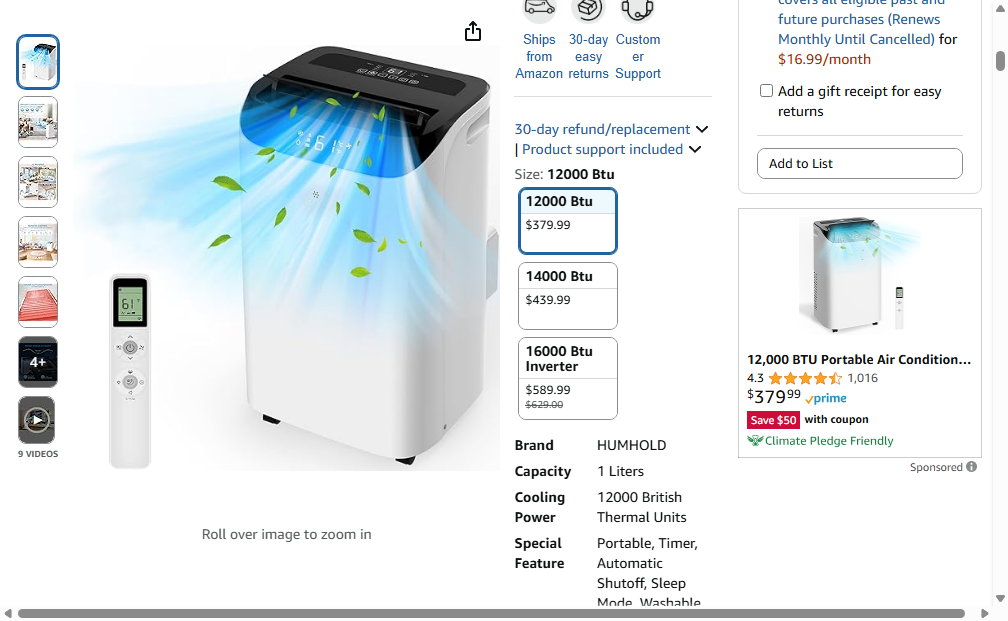 4+
9 VIDEOS
61
61
61
Roll over image to zoom in
Ships from Amazon
30-day easy returns
Custom
er
Support
30-day refund/replacement
| Product support included
Size: 12000 Btu
12000 Btu
$379.99
14000 Btu
$439.99
16000 Btu
Inverter
$589.99
$629.00
Brand HUMHOLD
Capacity 1 Liters
Cooling Power 12000 British Thermal Units
Special Feature Portable, Timer,
Automatic
Shutoff, Sleep
Mode, Washable
covers all eligible past and
future purchases (Renews
Monthly Until Cancelled) for
$16.99/month
Add a gift receipt for easy
returns
Add to List
12,000 BTU Portable Air Condition...
4.3 1,016
$379 99 prime
Save $50 with coupon
Climate Pledge Friendly
Sponsored